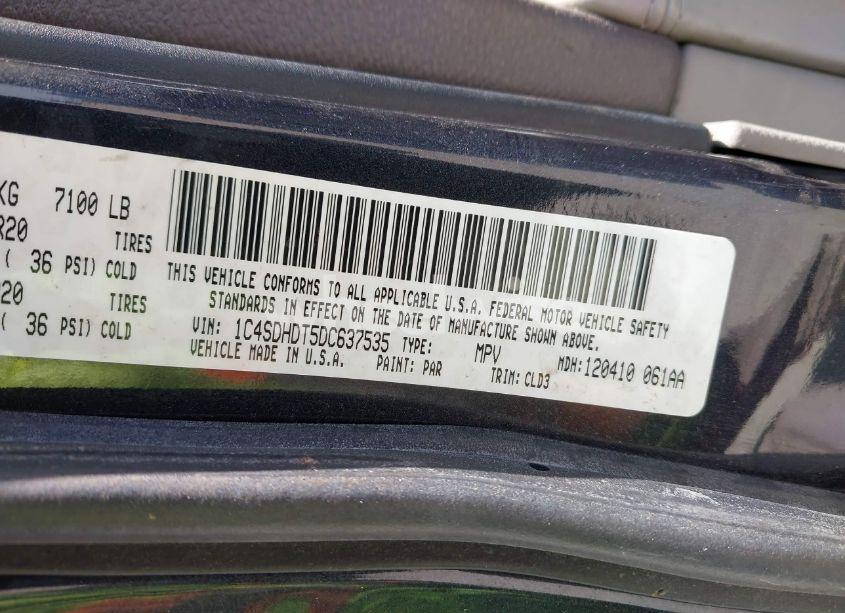 KG 7100 LB
R20 TIRES
( 36 PSI) COLD
R20 TIRES
( 36 PSI) COLD
THIS VEHICLE CONFORMS TO ALL APPLICABLE U.S.A. FEDERAL MOTOR VEHICLE SAFETY
STANDARDS IN EFFECT ON THE DATE OF MANUFACTURE SHOWN ABOVE.
VIN: 1C4SDHDT5DC637535 TYPE: MPV MDH:120410 061AA
VEHICLE MADE IN U.S.A. PAINT: PAR TRIM: CLD3